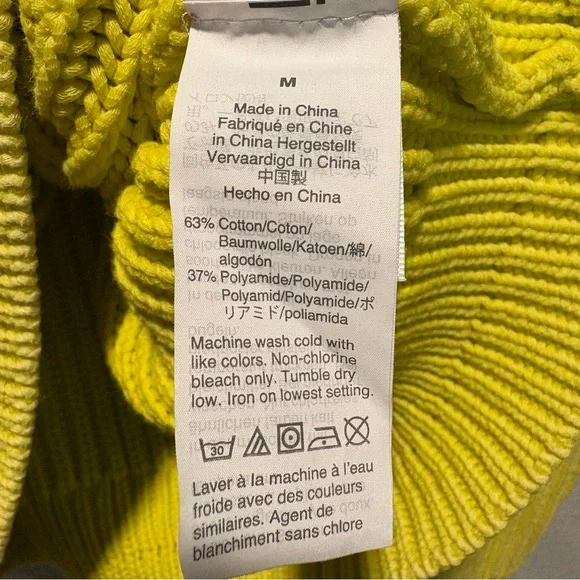 M
Made in China
Fabriqué en Chine
in China Hergestellt
Vervaardigd in China
中国製
Hecho en China
63% Cotton/Coton/
Baumwolle/Katoen/綿/
algodón
37% Polyamide/Polyamide/
Polyamid/Polyamide/ポ
リアミド/poliamida
Machine wash cold with
like colors. Non-chlorine
bleach only. Tumble dry
low. Iron on lowest setting.
30
Laver à la machine à l'eau
froide avec des couleurs
similaires. Agent de
blanchiment sans chlore